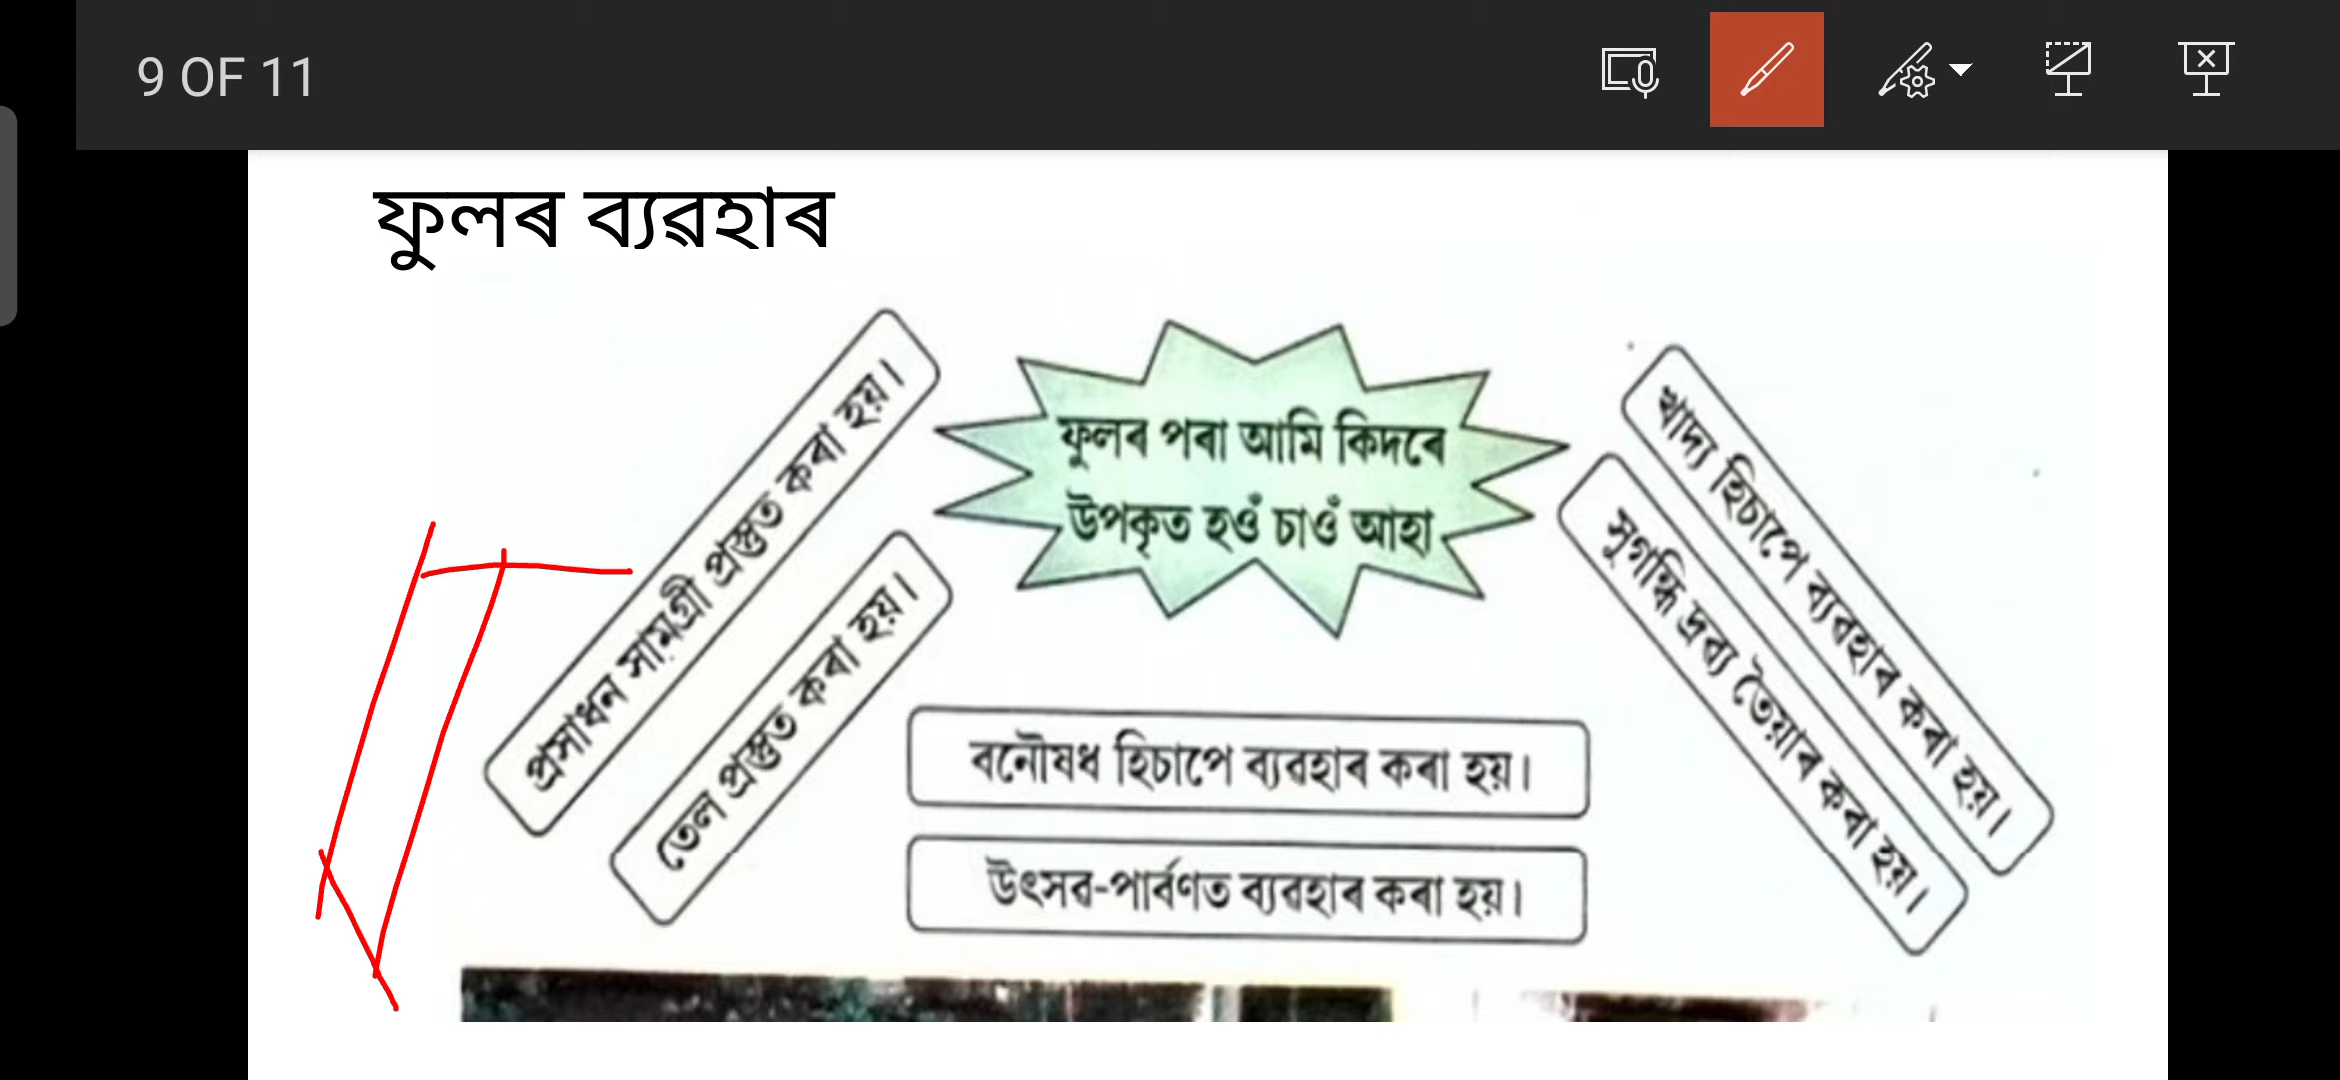 9 OF 11
ফুলৰ ব্যৱহাৰ
প্ৰসাধন সামগ্ৰী প্ৰস্তুত কৰা হয়।
তেল প্ৰস্তুত কৰা হয়।
ফুলৰ পৰা আমি কিদৰে
উপকৃত হওঁ চাওঁ আহা
খাদ্য হিচাপে ব্যৱহাৰ কৰা হয়।
সুগন্ধি দ্ৰব্য তৈয়াৰ কৰা হয়।
বনৌষধ হিচাপে ব্যৱহাৰ কৰা হয়।
উৎসৱ-পাৰ্বণত ব্যৱহাৰ কৰা হয়।